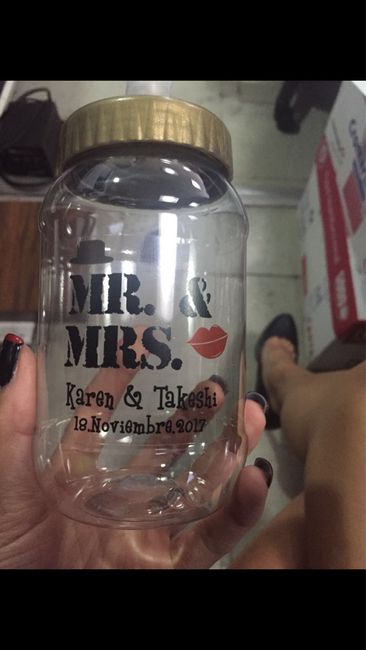 MR. &
MRS.
Karen & Takeshi
18.Noviembre.2017